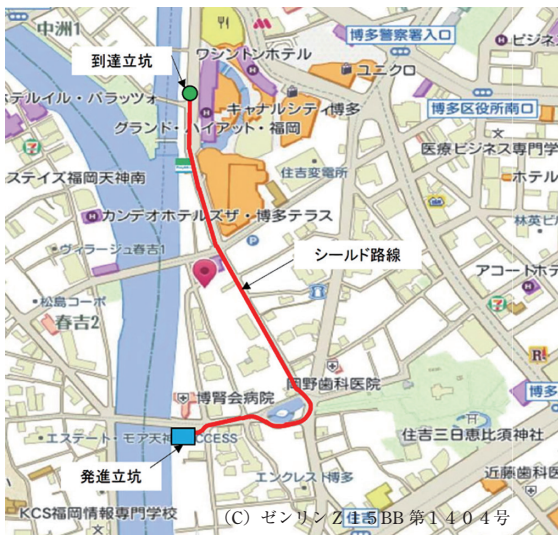 中洲1
到達立坑
ワシントンホテル
博多警察署入口
ビジネ
ユニクロ
テルイル・パラッツォ
キャナルシティ博多
博多区役所南口
グランド・ハイアット・福岡
医療ビジネス専門学
ステイズ福岡天神南
住吉変電所
ホテル
カンデオホテルズザ・博多テラス
林英ビル
P
ヴィラージュ春吉1
シールド路線
アコートホテ
松島コーポ
春吉2
R
岡野歯科医院
博腎会病院
博多
エステート・モア天神 ACCESS
住吉三日恵比須神社
発進立坑
エンクレスト博多
近藤歯科医
KCS福岡情報専門学校
(C) ゼンリン Z15BB 第1404号